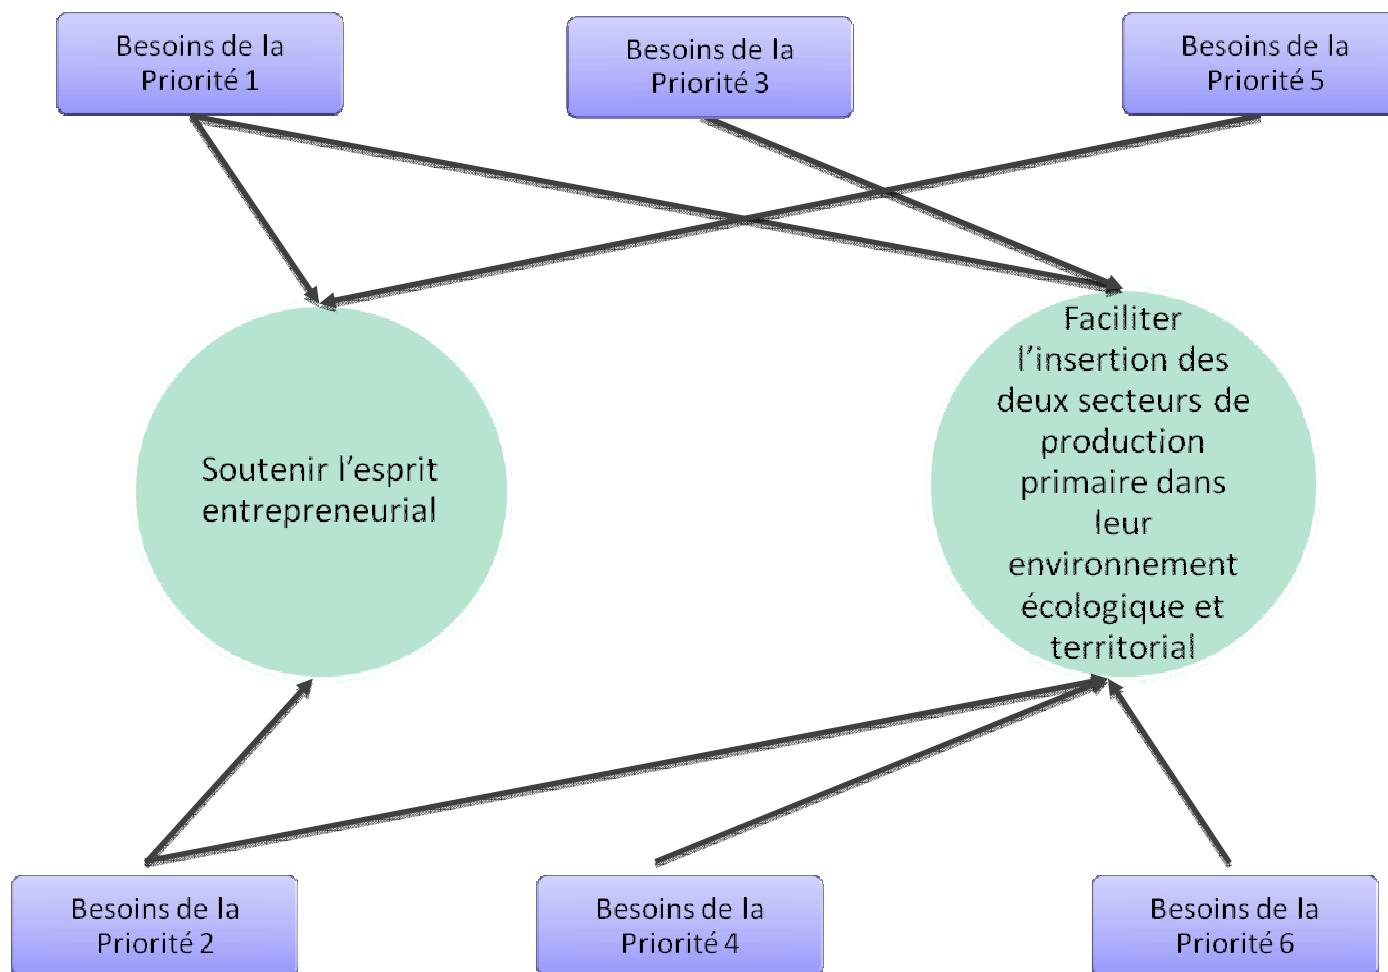 Besoins de la
Priorité 1
Besoins de la
Priorité 3
Besoins de la
Priorité 5
Soutenir l'esprit
entrepreneurial
Faciliter
l'insertion des
deux secteurs de
production
primaire dans
leur
environnement
écologique et
territorial
Besoins de la
Priorité 2
Besoins de la
Priorité 4
Besoins de la
Priorité 6